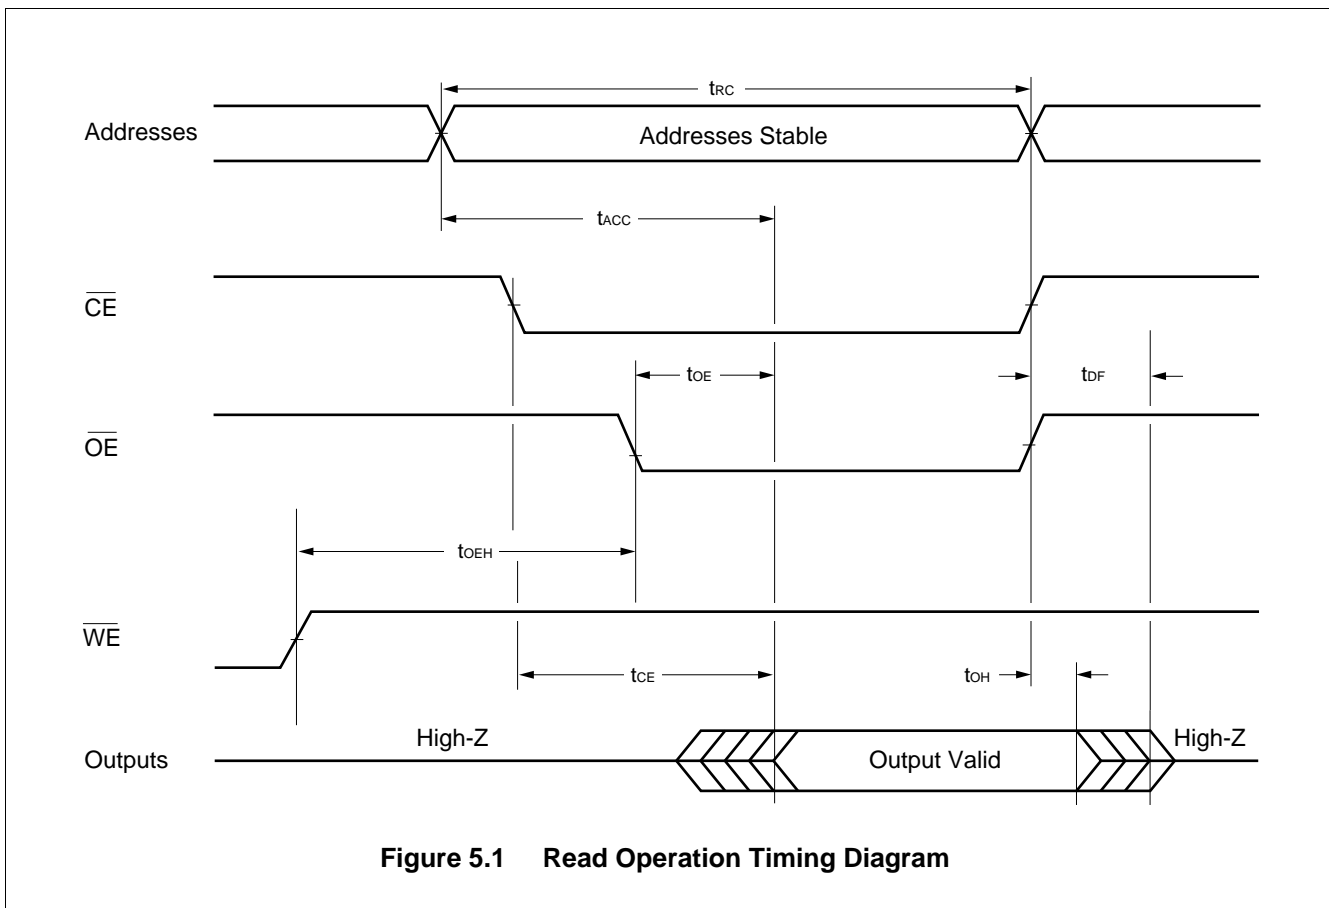 tRC
Addresses
Addresses Stable
tACC
CE
tOE
tDF
OE
tOEH
WE
tCE
tOH
High-Z
High-Z
Outputs
Output Valid
Figure 5.1 Read Operation Timing Diagram